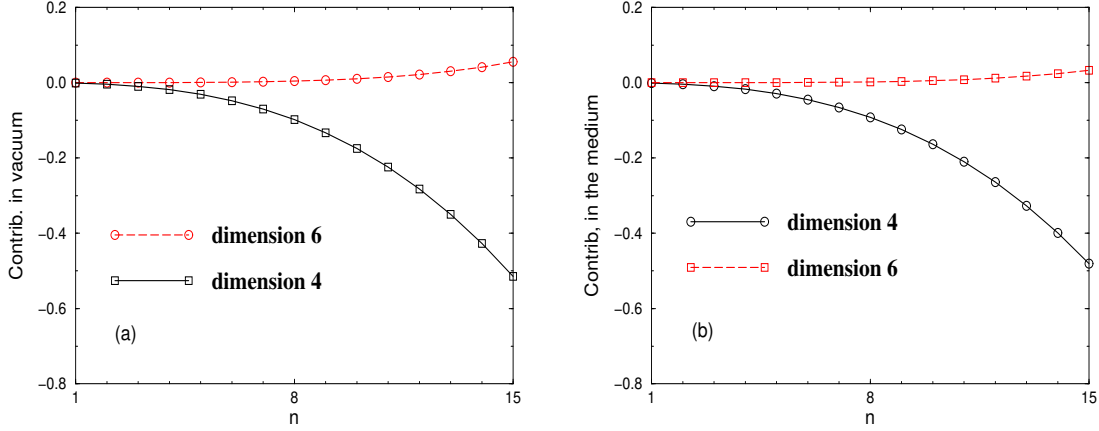 0.2
0.0
−0.2
−0.4
−0.6
−0.8
Contrib. in vacuum
dimension 6
dimension 4
(a)
1
8
15
n
0.2
0.0
−0.2
−0.4
−0.6
−0.8
Contrib, in the medium
dimension 4
dimension 6
(b)
1
8
15
n